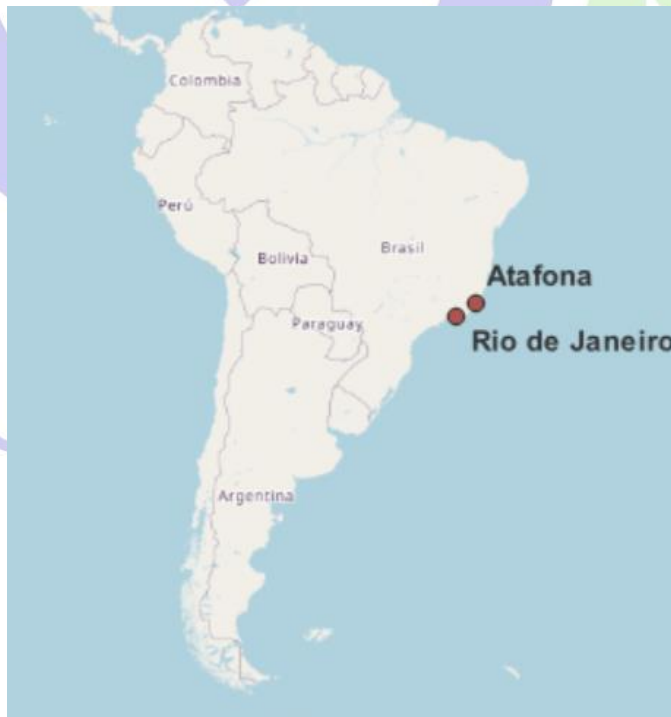 Colombia
Perú
Brasil
Bolivia
Atafona
Paraguay
Rio de Janeiro
Argentina